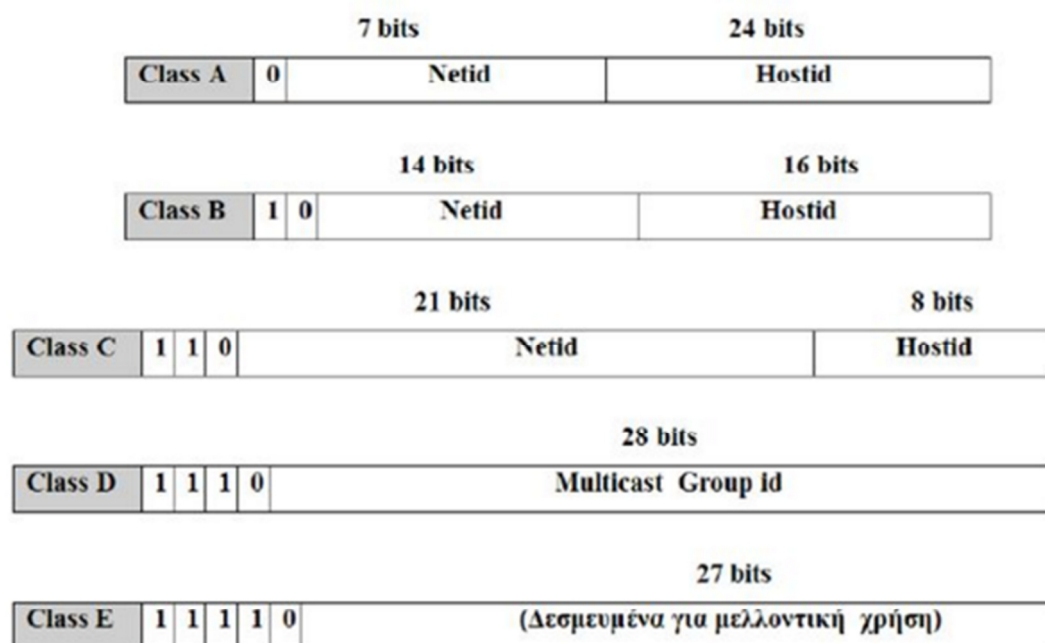 7 bits 24 bits
Class A 0 Netid Hostid
14 bits 16 bits
Class B 1 0 Netid Hostid
21 bits 8 bits
Class C 1 1 0 Netid Hostid
28 bits
Class D 1 1 1 0 Multicast Group id
27 bits
Class E 1 1 1 1 0 (Δεσμευμένα για μελλοντική χρήση)